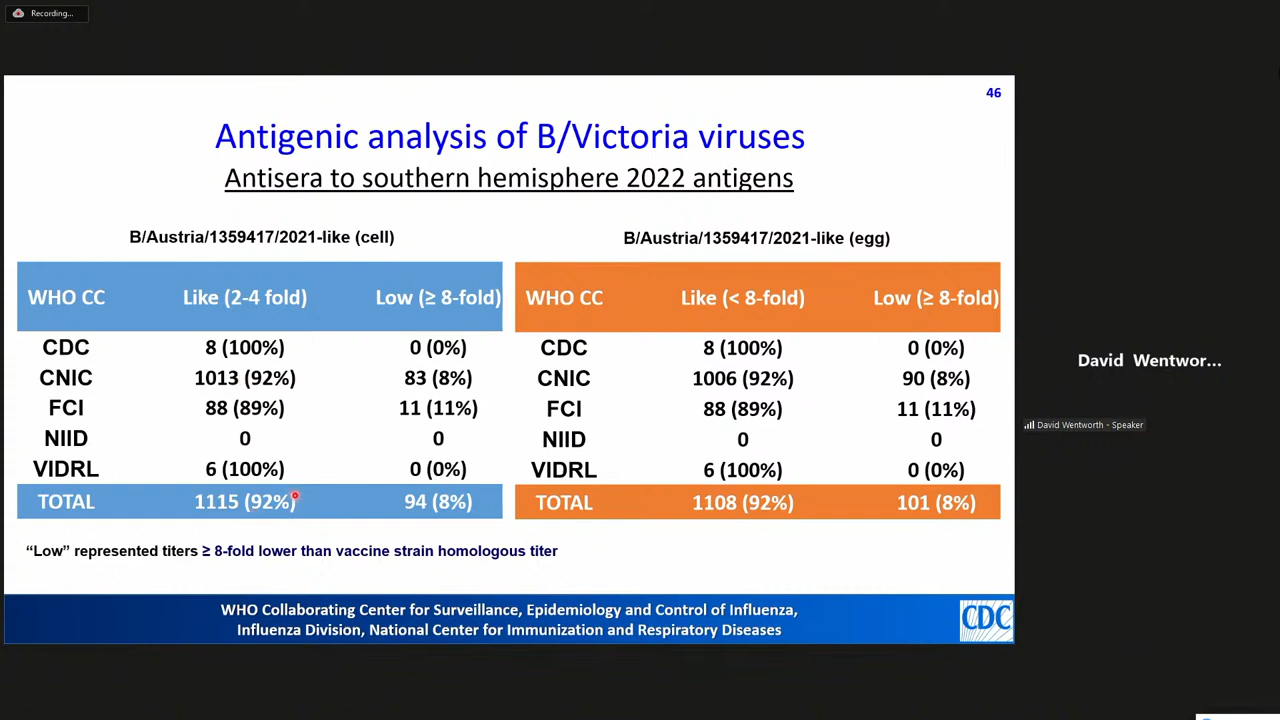 Recording...
46
Antigenic analysis of B/Victoria viruses
Antisera to southern hemisphere 2022 antigens
B/Austria/1359417/2021-like (cell)
WHO CC Like (2-4 fold) Low (≥ 8-fold)
CDC 8 (100%) 0 (0%)
CNIC 1013 (92%) 83 (8%)
FCI 88 (89%) 11 (11%)
NIID 0 0
VIDRL 6 (100%) 0 (0%)
TOTAL 1115 (92%) 94 (8%)
B/Austria/1359417/2021-like (egg)
WHO CC Like (< 8-fold) Low (≥ 8-fold)
CDC 8 (100%) 0 (0%)
CNIC 1006 (92%) 90 (8%)
FCI 88 (89%) 11 (11%)
NIID 0 0
VIDRL 6 (100%) 0 (0%)
TOTAL 1108 (92%) 101 (8%)
“Low” represented titers ≥ 8-fold lower than vaccine strain homologous titer
WHO Collaborating Center for Surveillance, Epidemiology and Control of Influenza,
Influenza Division, National Center for Immunization and Respiratory Diseases
CDC
David Wentwor...
David Wentworth - Speaker